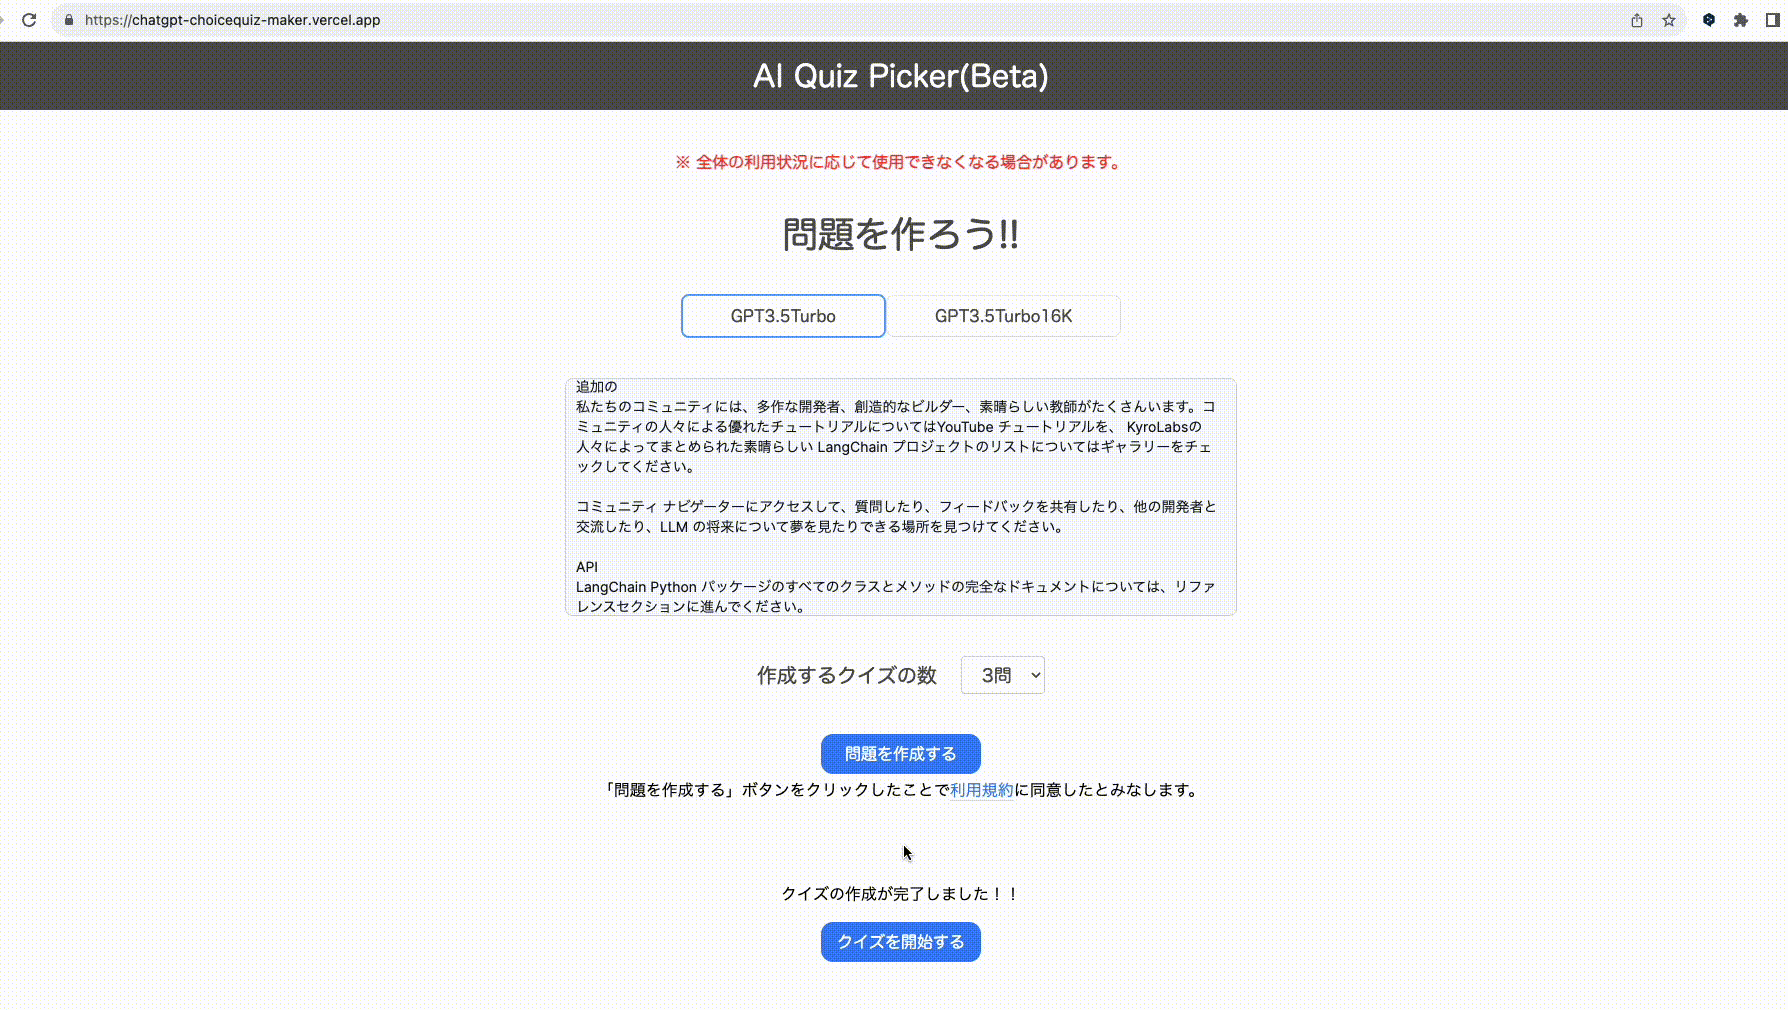 https://chatgpt-choicequiz-maker.vercel.app
AI Quiz Picker(Beta)
※ 全体の利用状況に応じて使用できなくなる場合があります。
問題を作ろう!!
GPT3.5Turbo
GPT3.5Turbo16K
追加の
私たちのコミュニティには、多作な開発者、創造的なビルダー、素晴らしい教師がたくさんいます。コ
ミュニティの人々による優れたチュートリアルについてはYouTube チュートリアルを、 KyroLabsの
人々によってまとめられた素晴らしい LangChain プロジェクトのリストについてはギャラリーをチェ
ックしてください。
コミュニティ ナビゲーターにアクセスして、質問したり、フィードバックを共有したり、他の開発者と
交流したり、LLM の将来について夢を見たりできる場所を見つけてください。
API
LangChain Python パッケージのすべてのクラスとメソッドの完全なドキュメントについては、リファ
レンスセクションに進んでください。
作成するクイズの数 3問
問題を作成する
「問題を作成する」ボタンをクリックしたことで利用規約に同意したとみなします。
クイズの作成が完了しました！！
クイズを開始する